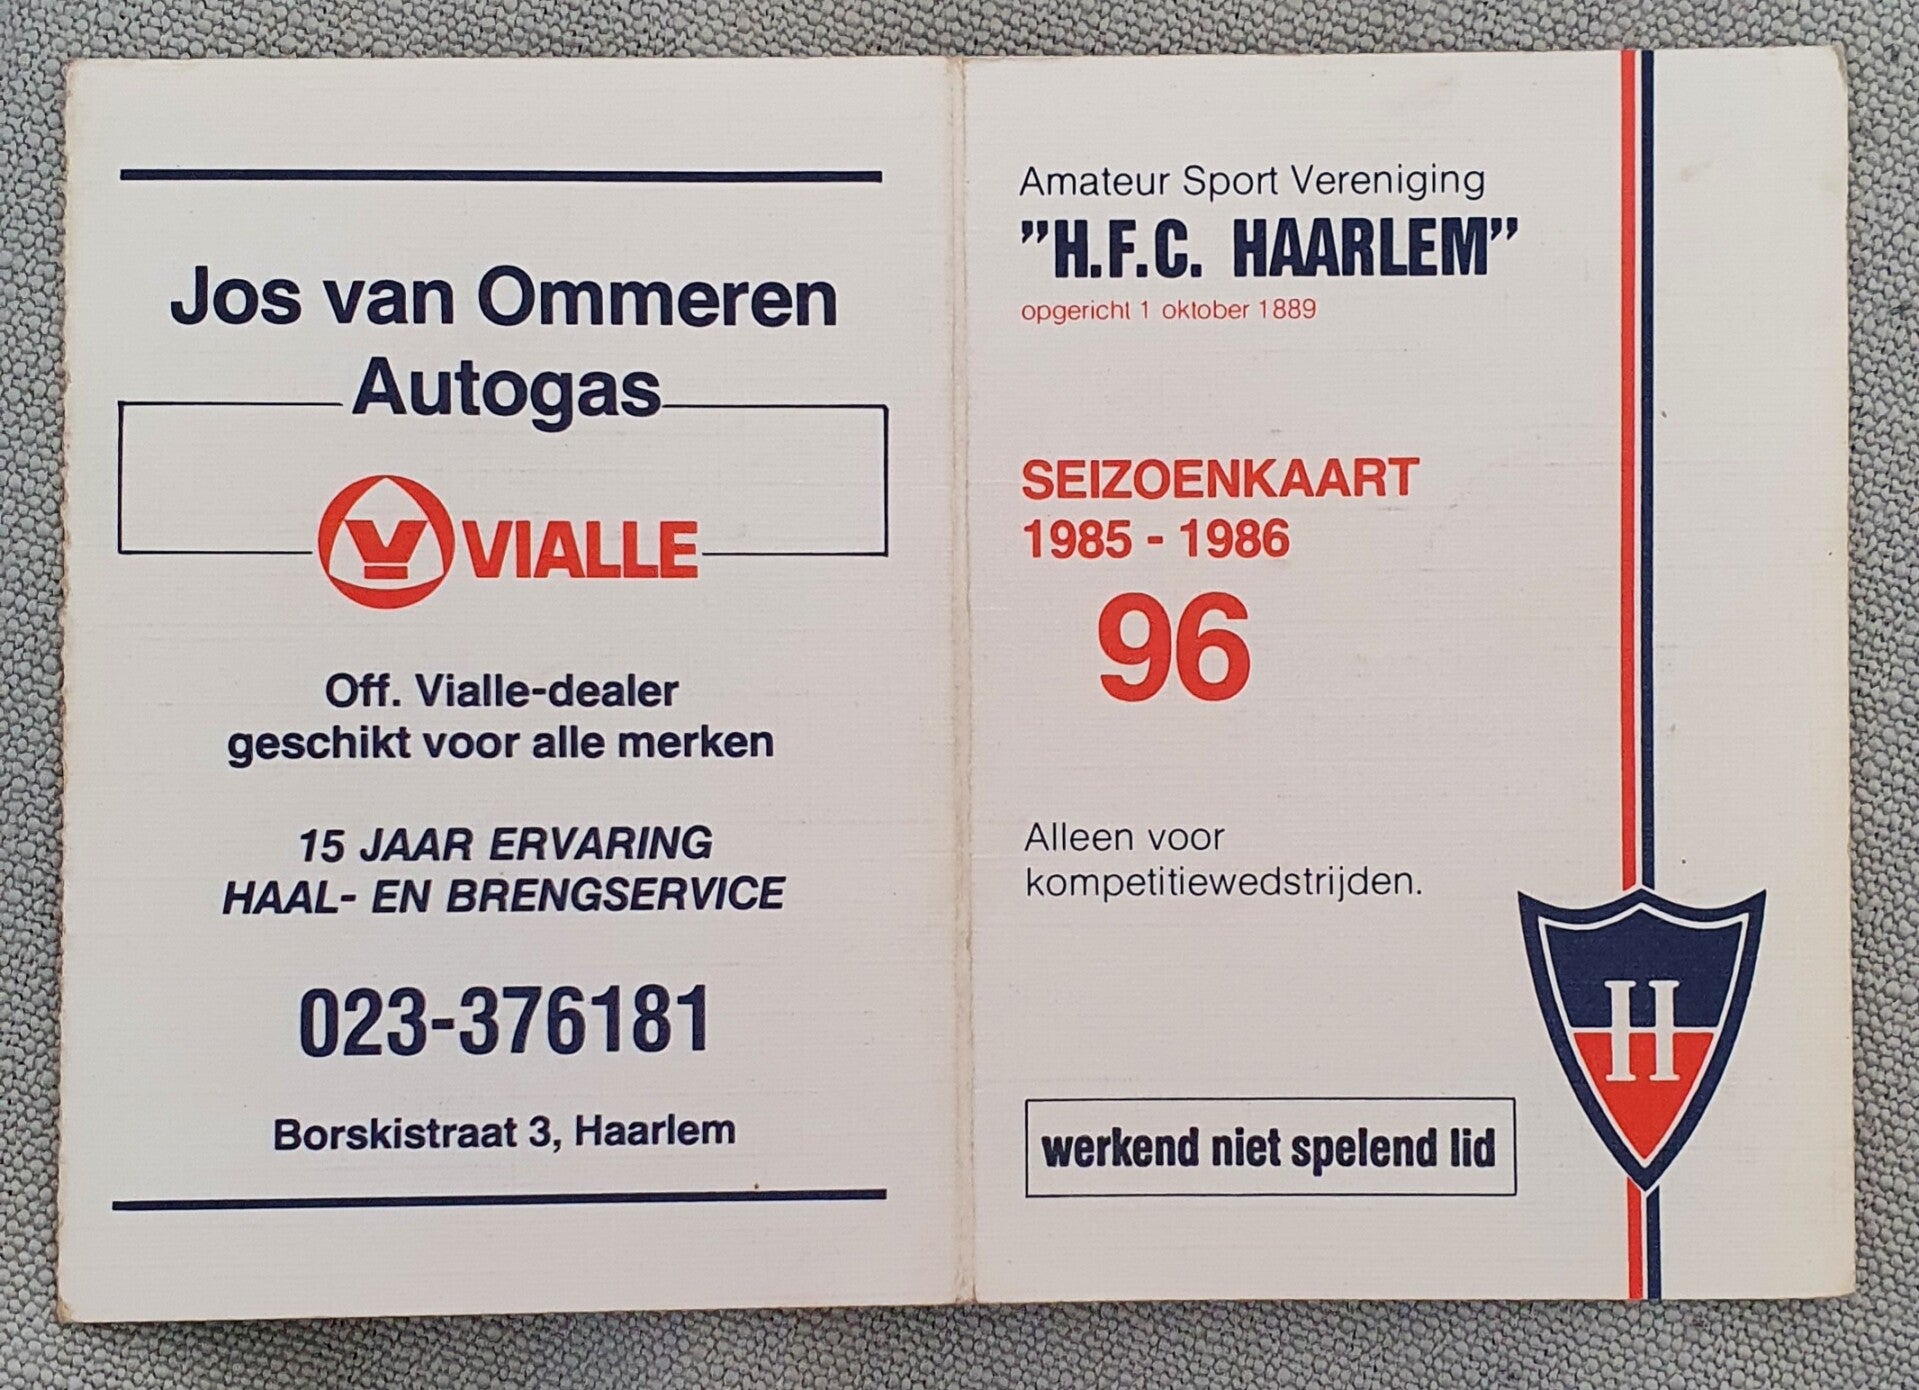 Jos van Ommeren
Autogas
V VIALLE
Off. Vialle-dealer
geschikt voor alle merken
15 JAAR ERVARING
HAAL- EN BRENGSERVICE
023-376181
Borskistraat 3, Haarlem
Amateur Sport Vereniging
"H.F.C. HAARLEM"
opgericht 1 oktober 1889
SEIZOENKAART
1985 - 1986
96
Alleen voor
kompetitiewedstrijden.
H
werkend niet spelend lid